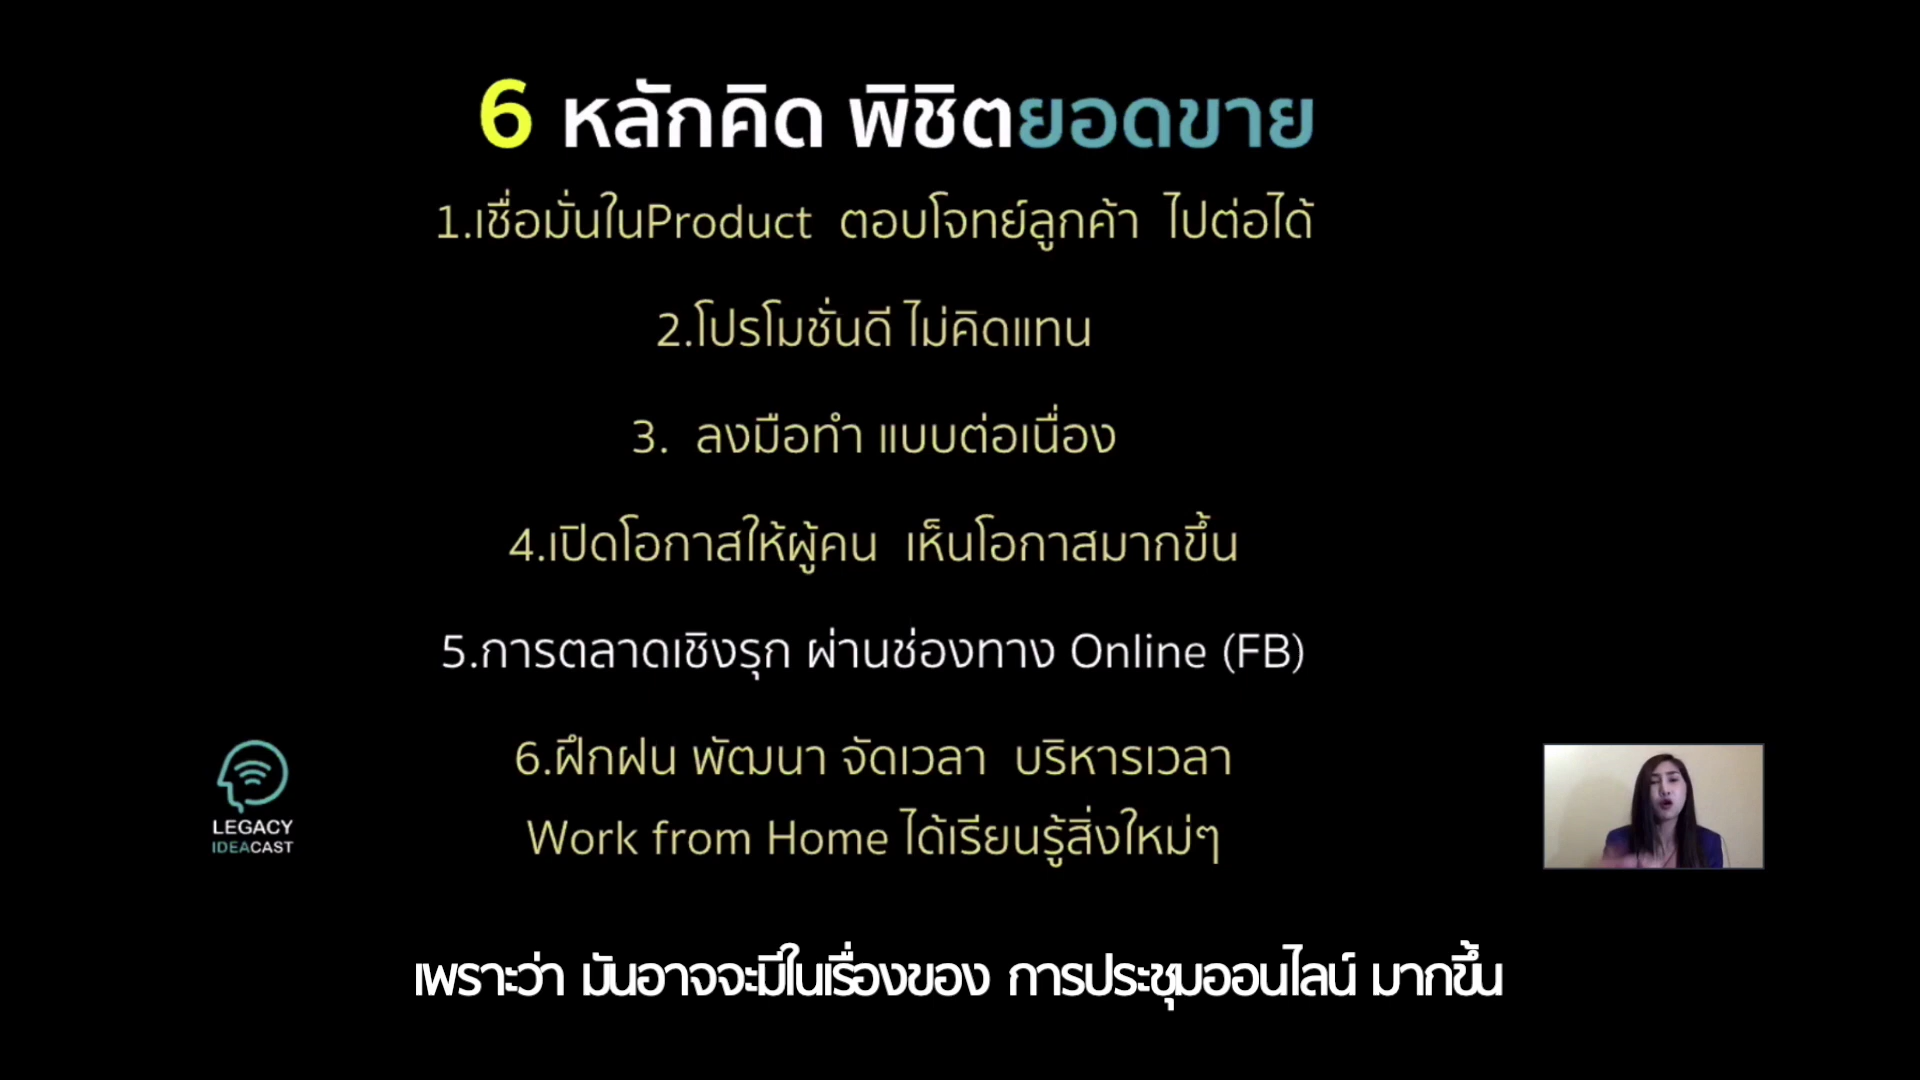 6 หลักคิด พิชิตยอดขาย
1.เชื่อมั่นในProduct ตอบโจทย์ลูกค้า ไปต่อได้
2.โปรโมชั่นดี ไม่คิดแทน
3. ลงมือทำ แบบต่อเนื่อง
4.เปิดโอกาสให้ผู้คน เห็นโอกาสมากขึ้น
5.การตลาดเชิงรุก ผ่านช่องทาง Online (FB)
6.ฝึกฝน พัฒนา จัดเวลา บริหารเวลา
Work from Home ได้เรียนรู้สิ่งใหม่ๆ
LEGACY
IDEACAST
เพราะว่า มันอาจจะมีในเรื่องของ การประชุมออนไลน์ มากขึ้น